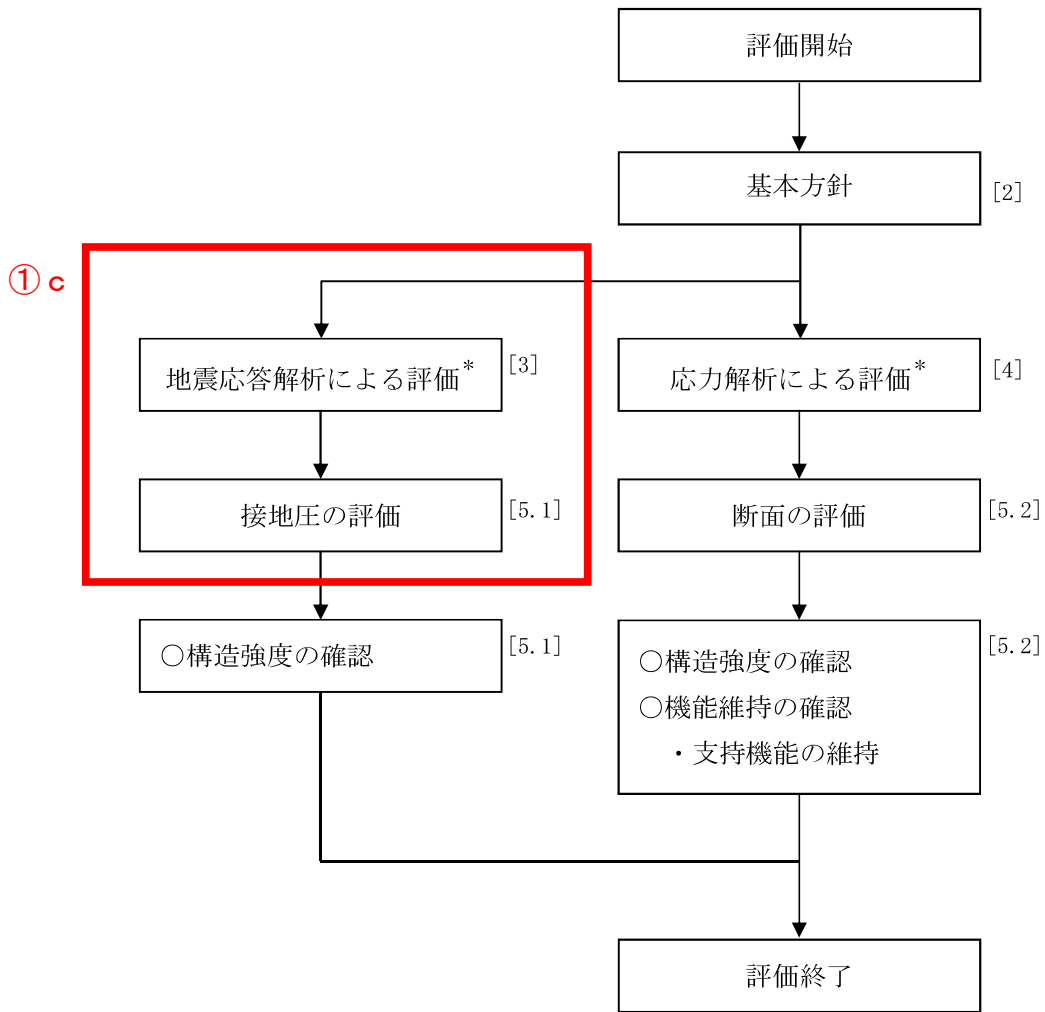 評価開始
基本方針
[2]
①c
地震応答解析による評価*
[3]
応力解析による評価*
[4]
接地圧の評価
[5.1]
断面の評価
[5.2]
○構造強度の確認
[5.1]
○構造強度の確認
○機能維持の確認
・支持機能の維持
[5.2]
評価終了